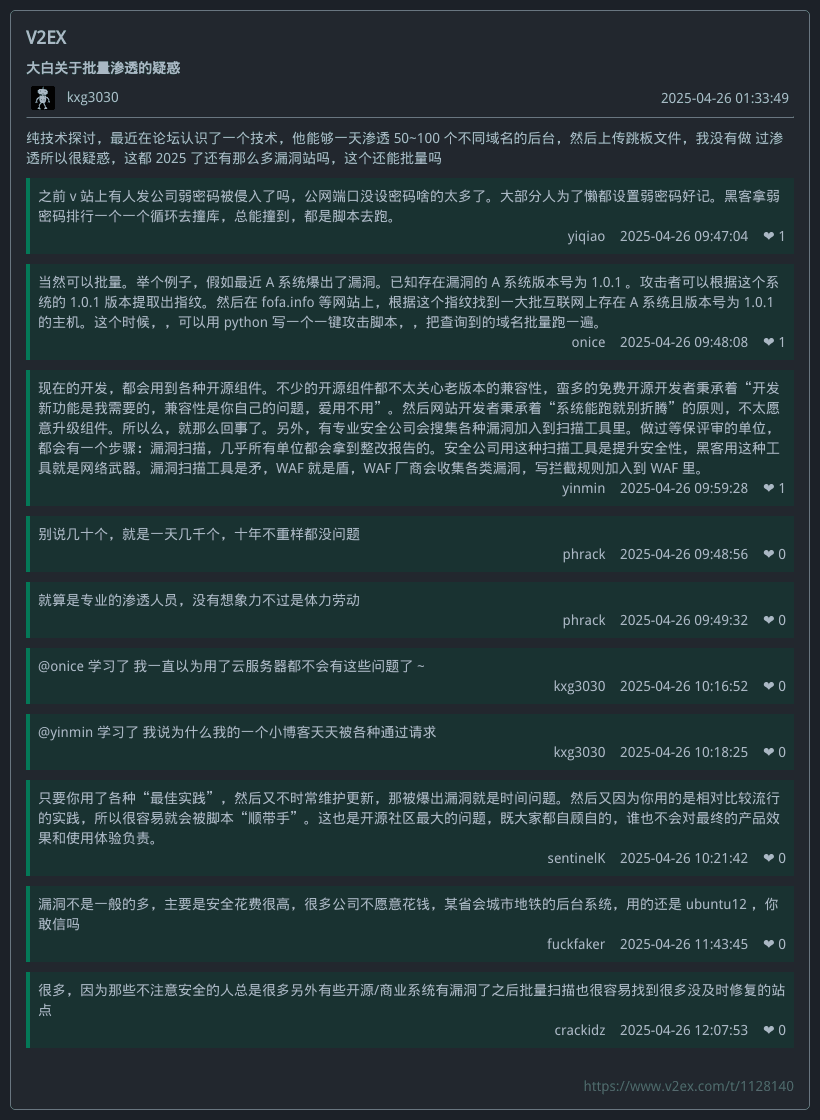 V2EX
大白关于批量渗透的疑惑
kxg3030 2025-04-26 01:33:49
纯技术探讨，最近在论坛认识了一个技术，他能够一天渗透 50~100 个不同域名的后台，然后上传跳板文件，我没有做 过渗
透所以很疑惑，这都 2025 了还有那么多漏洞站吗，这个还能批量吗
之前 v 站上有人发公司弱密码被侵入了吗，公网端口没设密码啥的太多了。大部分人为了懒都设置弱密码好记。黑客拿弱
密码排行一个一个循环去撞库，总能撞到，都是脚本去跑。
yiqiao 2025-04-26 09:47:04 ❤ 1
当然可以批量。举个例子，假如最近 A 系统爆出了漏洞。已知存在漏洞的 A 系统版本号为 1.0.1 。攻击者可以根据这个系
统的 1.0.1 版本提取出指纹。然后在 fofa.info 等网站上，根据这个指纹找到一大批互联网上存在 A 系统且版本号为 1.0.1
的主机。这个时候，，可以用 python 写一个一键攻击脚本，，把查询到的域名批量跑一遍。
onice 2025-04-26 09:48:08 ❤ 1
现在的开发，都会用到各种开源组件。不少的开源组件都不太关心老版本的兼容性，蛮多的免费开源开发者秉承着“开发
新功能是我需要的，兼容性是你自己的问题，爱用不用”。然后网站开发者秉承着“系统能跑就别折腾”的原则，不太愿
意升级组件。所以么，就那么回事了。另外，有专业安全公司会搜集各种漏洞加入到扫描工具里。做过等保评审的单位，
都会有一个步骤：漏洞扫描，几乎所有单位都会拿到整改报告的。安全公司用这种扫描工具是提升安全性，黑客用这种工
具就是网络武器。漏洞扫描工具是矛，WAF 就是盾，WAF 厂商会收集各类漏洞，写拦截规则加入到 WAF 里。
yinmin 2025-04-26 09:59:28 ❤ 1
别说几十个，就是一天几千个，十年不重样都没问题
phrack 2025-04-26 09:48:56 ❤ 0
就算是专业的渗透人员，没有想象力不过是体力劳动
phrack 2025-04-26 09:49:32 ❤ 0
@onice 学习了 我一直以为用了云服务器都不会有这些问题了 ~
kxg3030 2025-04-26 10:16:52 ❤ 0
@yinmin 学习了 我说为什么我的一个小博客天天被各种通过请求
kxg3030 2025-04-26 10:18:25 ❤ 0
只要你用了各种“最佳实践”，然后又不时常维护更新，那被爆出漏洞就是时间问题。然后又因为你用的是相对比较流行
的实践，所以很容易就会被脚本“顺带手”。这也是开源社区最大的问题，既大家都自顾自的，谁也不会对最终的产品效
果和使用体验负责。
sentinelK 2025-04-26 10:21:42 ❤ 0
漏洞不是一般的多，主要是安全花费很高，很多公司不愿意花钱，某省会城市地铁的后台系统，用的还是 ubuntu12 ，你
敢信吗
fuckfaker 2025-04-26 11:43:45 ❤ 0
很多，因为那些不注意安全的人总是很多另外有些开源/商业系统有漏洞了之后批量扫描也很容易找到很多没及时修复的站
点
crackidz 2025-04-26 12:07:53 ❤ 0
https://www.v2ex.com/t/1128140